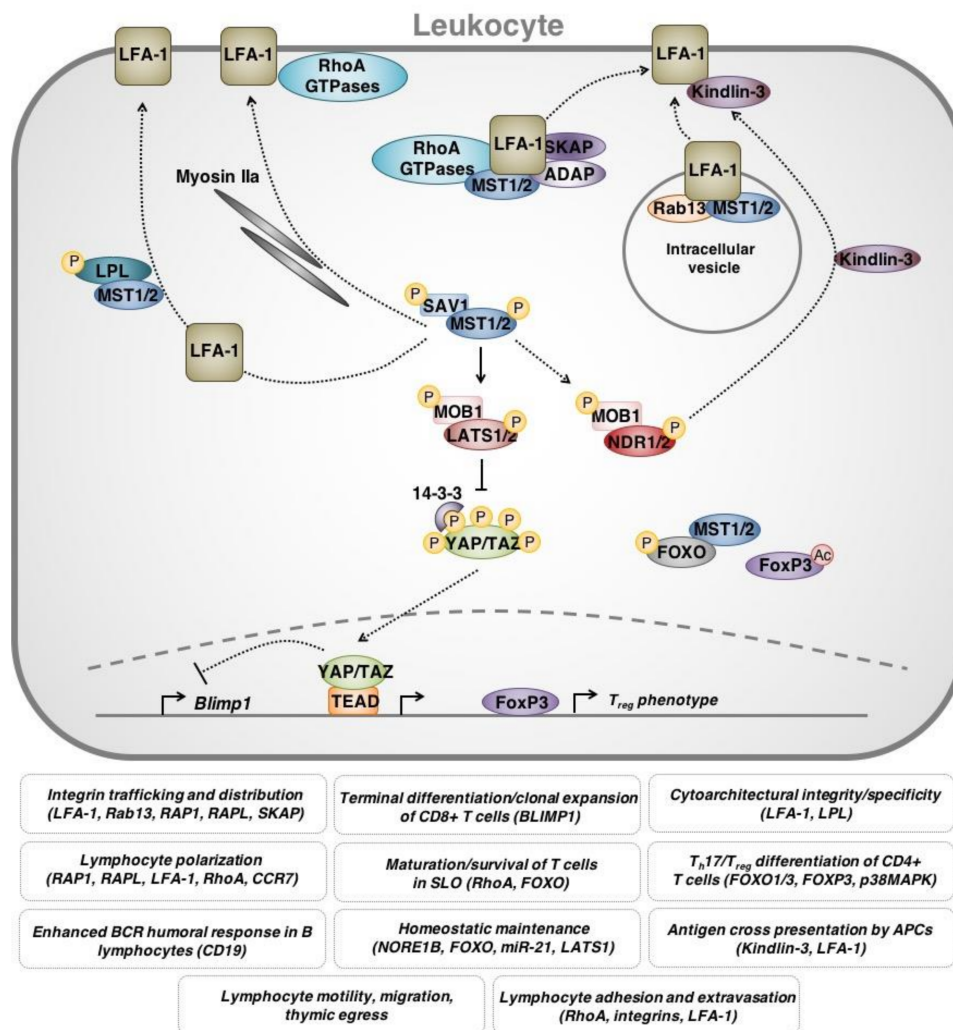 Leukocyte
LFA-1
LFA-1
RhoA
GTPases
LFA-1
Kindlin-3
RhoA
GTPases
LFA-1
SKAP
ADAP
MST1/2
LFA-1
Rab13
MST1/2
Intracellular
vesicle
Kindlin-3
Myosin IIa
P
LPL
MST1/2
LFA-1
P
SAV1
P
MST1/2
P
MOB1
P
LATS1/2
P
MOB1
P
NDR1/2
14-3-3
P
P
P
P
P
YAP/TAZ
MST1/2
P
FOXO
FoxP3
Ac
YAP/TAZ
TEAD
Blimp1
FoxP3
Treg phenotype
Integrin trafficking and distribution
(LFA-1, Rab13, RAP1, RAPL, SKAP)
Terminal differentiation/clonal expansion
of CD8+ T cells (BLIMP1)
Cytoarchitectural integrity/specificity
(LFA-1, LPL)
Lymphocyte polarization
(RAP1, RAPL, LFA-1, RhoA, CCR7)
Maturation/survival of T cells
in SLO (RhoA, FOXO)
Th17/Treg differentiation of CD4+
T cells (FOXO1/3, FOXP3, p38MAPK)
Enhanced BCR humoral response in B
lymphocytes (CD19)
Homeostatic maintenance
(NORE1B, FOXO, miR-21, LATS1)
Antigen cross presentation by APCs
(Kindlin-3, LFA-1)
Lymphocyte motility, migration,
thymic egress
Lymphocyte adhesion and extravasation
(RhoA, integrins, LFA-1)